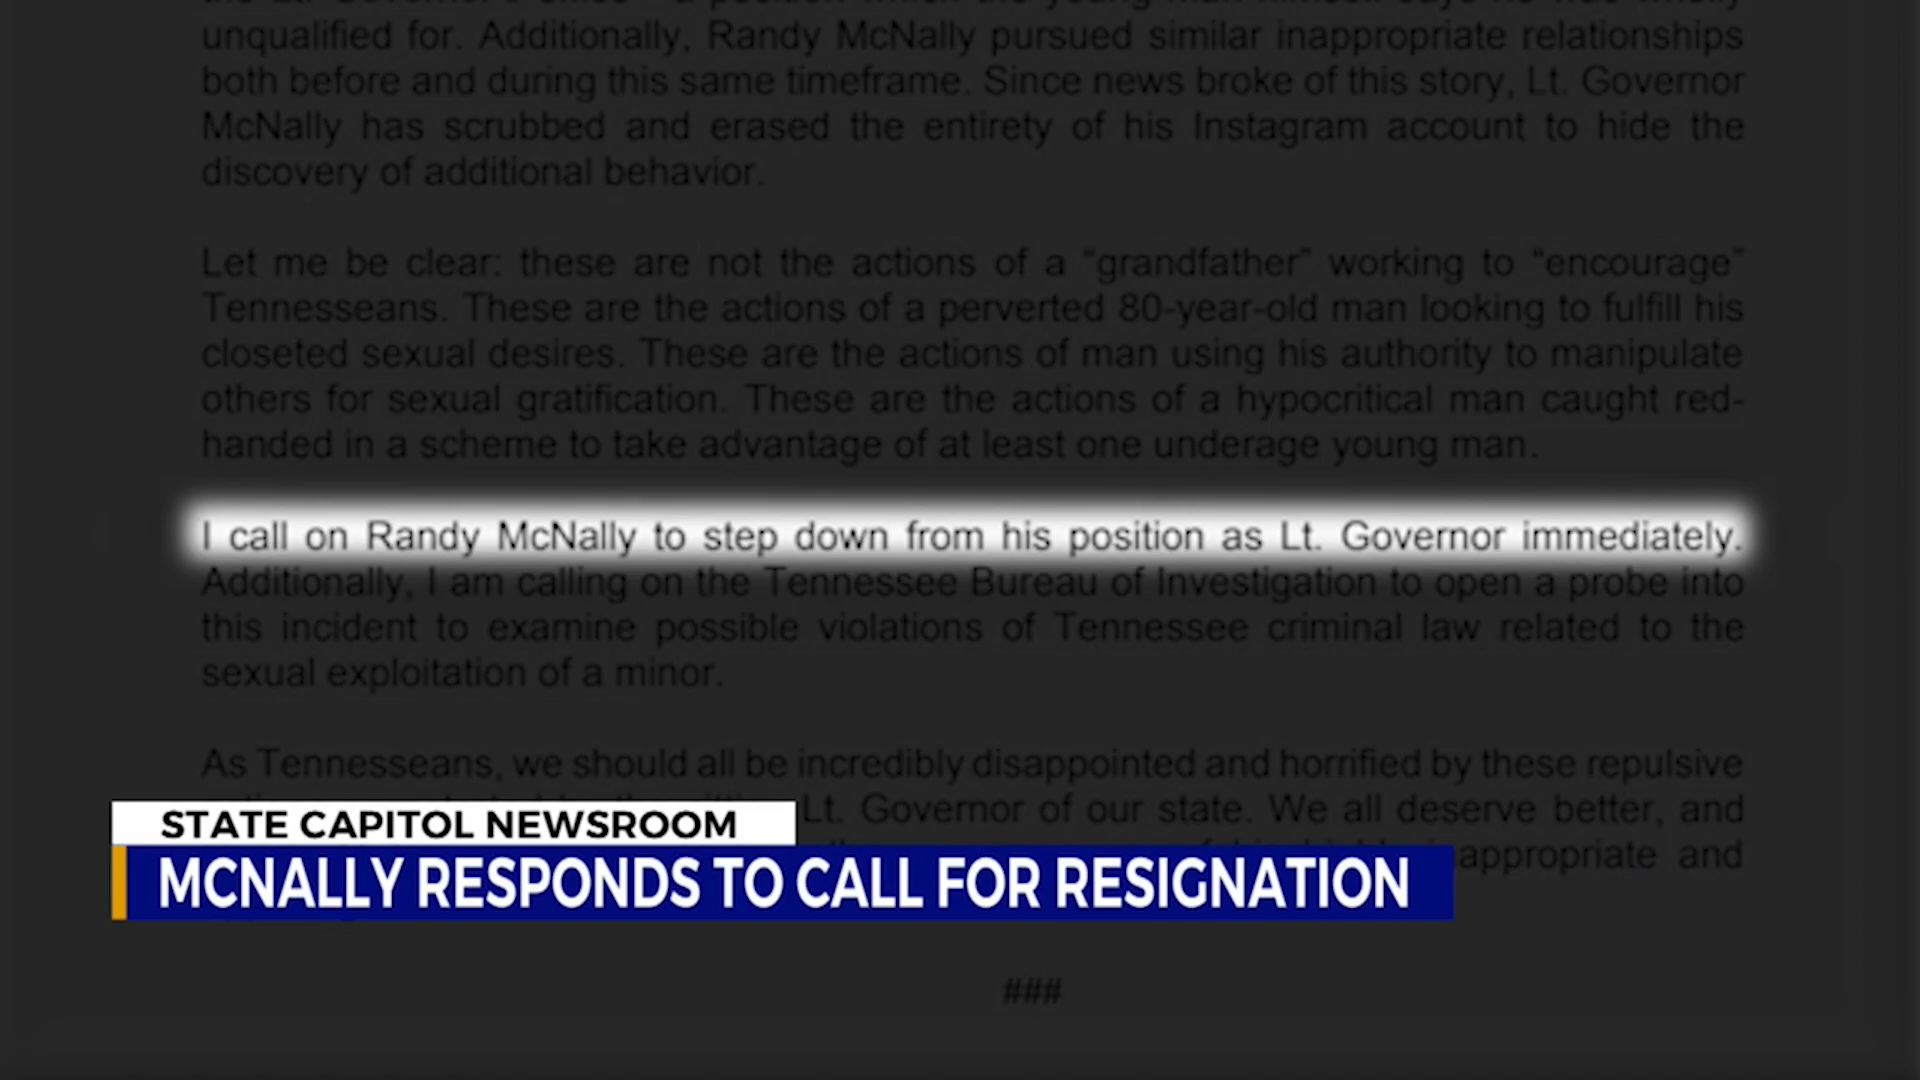 unqualified for. Additionally, Randy McNally pursued similar inappropriate relationships
both before and during this same timeframe. Since news broke of this story, Lt. Governor
McNally has scrubbed and erased the entirety of his Instagram account to hide the
discovery of additional behavior.
Let me be clear: these are not the actions of a "grandfather" working to "encourage"
Tennesseans. These are the actions of a perverted 80-year-old man looking to fulfill his
closeted sexual desires. These are the actions of man using his authority to manipulate
others for sexual gratification. These are the actions of a hypocritical man caught red-
handed in a scheme to take advantage of at least one underage young man.
I call on Randy McNally to step down from his position as Lt. Governor immediately.
Additionally, I am calling on the Tennessee Bureau of Investigation to open a probe into
this incident to examine possible violations of Tennessee criminal law related to the
sexual exploitation of a minor.
As Tennesseans, we should all be incredibly disappointed and horrified by these repulsive
Lt. Governor of our state. We all deserve better, and
appropriate and
STATE CAPITOL NEWSROOM
MCNALLY RESPONDS TO CALL FOR RESIGNATION
###